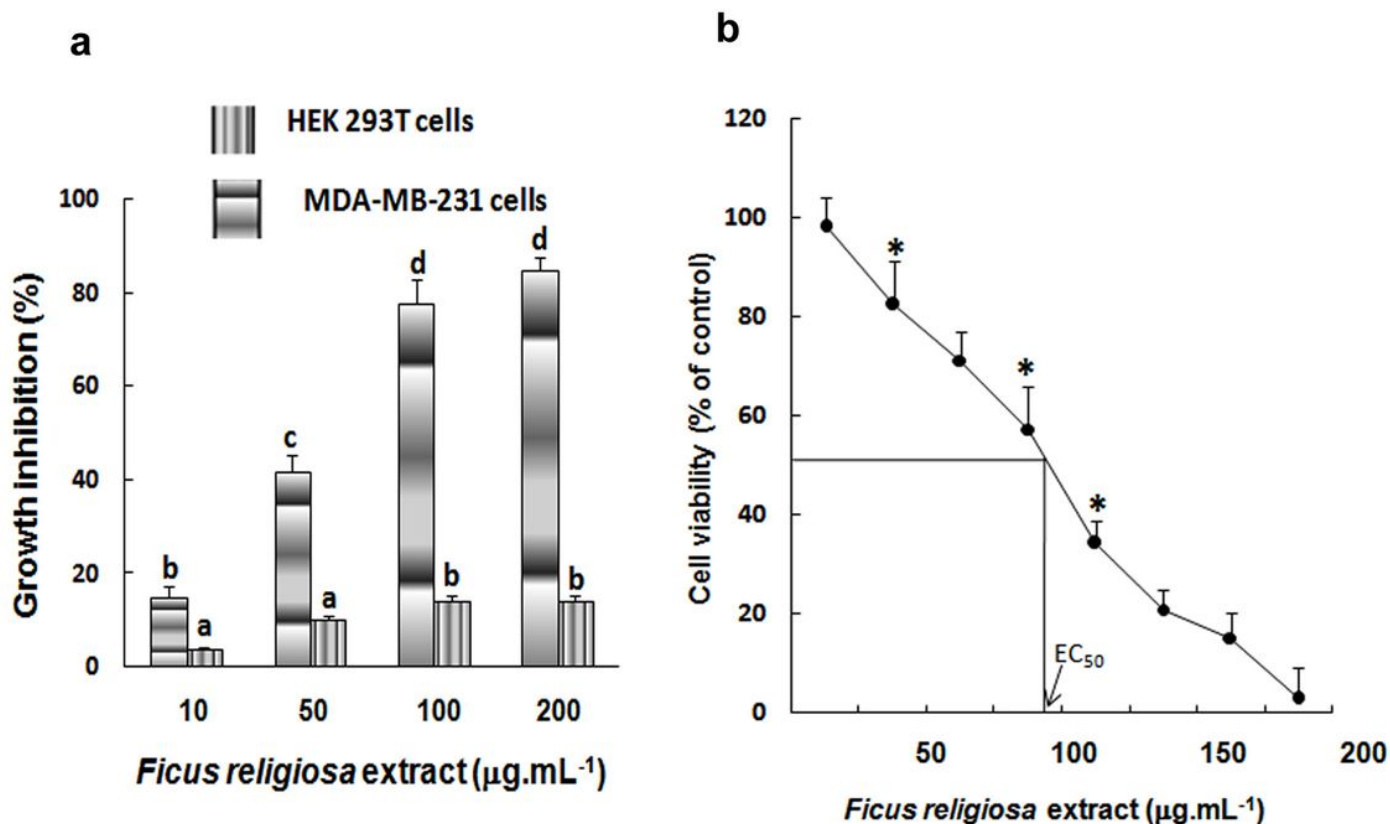 a
HEK 293T cells
MDA-MB-231 cells
Growth inhibition (%)
100
80
60
40
20
0
b
a
c
a
d
b
d
b
10 50 100 200
Ficus religiosa extract (µg.mL-1)
b
Cell viability (% of control)
120
100
80
60
40
20
0
*
*
*
EC50
50 100 150 200
Ficus religiosa extract (µg.mL-1)